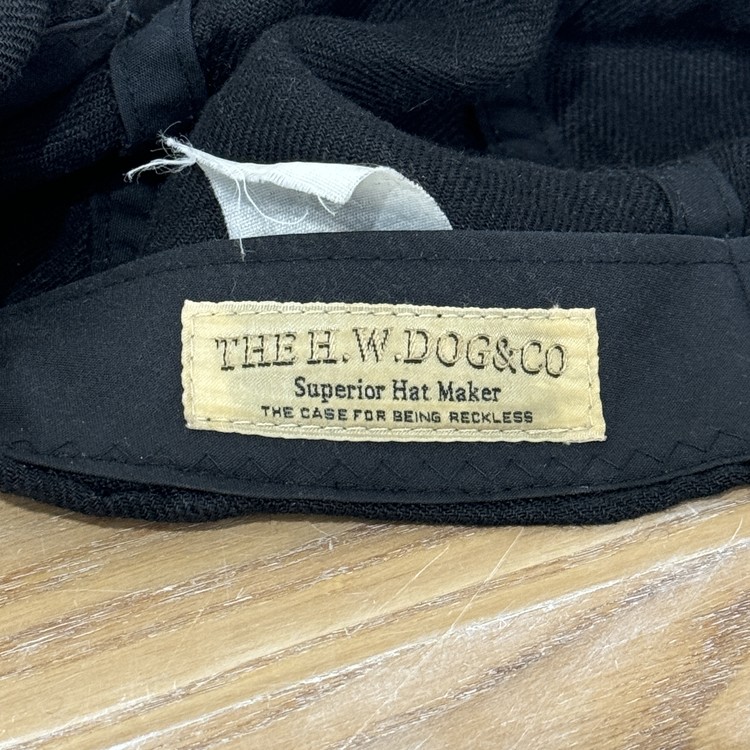 THE H.W.DOG&CO
Superior Hat Maker
THE CASE FOR BEING RECKLESS